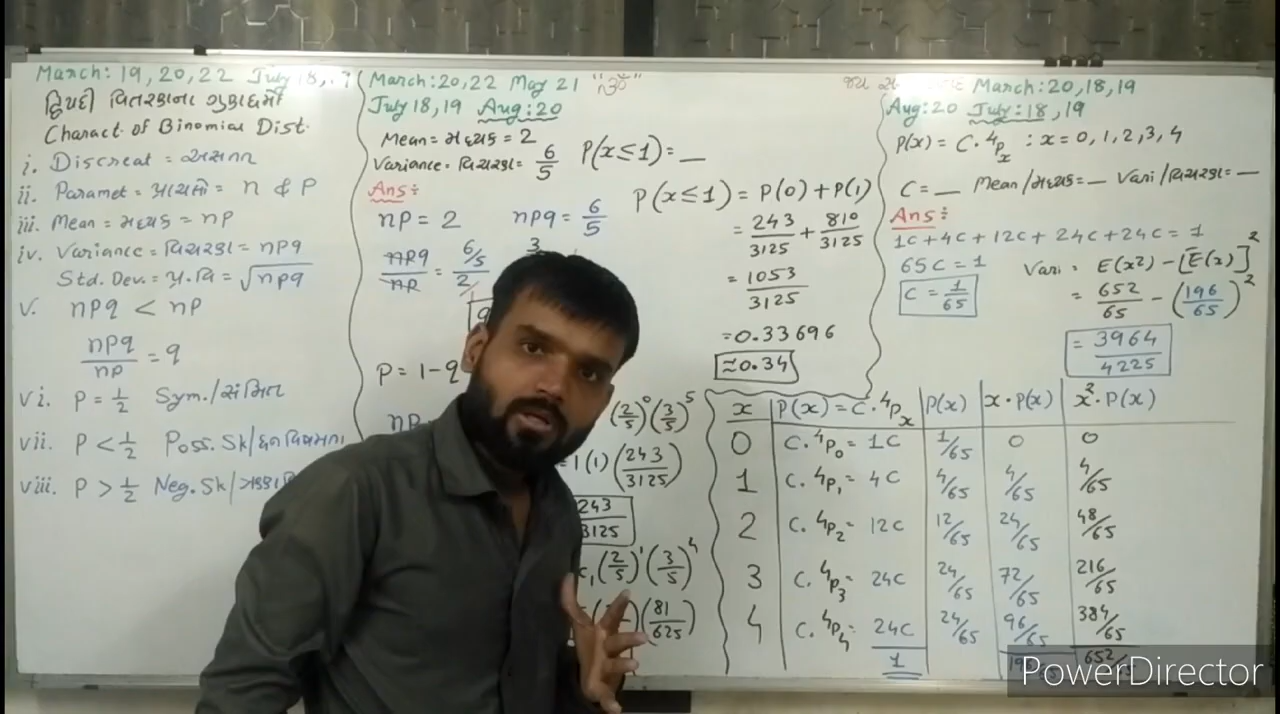 March: 19, 20, 22 July 18, 19
દ્વિપદી વિતરણના ગુણધર્મો
Charact. of Binomial Dist.
i. Discreat = અસતત
ii. Paramet = પ્રાચલો = n & P
iii. Mean = મધ્યક = nP
iv. Variance = વિચરણ = nPq
Std. Dev. = પ્ર.વિ = √nPq
v. nPq < nP
nPq/nP = q
vi. P = 1/2 Sym./સંમિત
vii. P < 1/2 Poss. Sk/ધન વિષમતા
viii. P > 1/2 Neg. Sk/
March: 20, 22 May 21
July 18, 19 Aug: 20
Mean = મધ્યક = 2
Variance = વિચરણ = 6/5 P(x≤1) = _
Ans:
nP = 2 nPq = 6/5
nPq/nP = 6/5 / 2/1
P = 1-q
nP
(2/5)^0 (3/5)^5
= 1(1)(243/3125)
243/3125
C₁ (2/5)^1 (3/5)^4
(81/625)
P(x≤1) = P(0) + P(1)
= 243/3125 + 810/3125
= 1053/3125
= 0.33696
≈ 0.34
March: 20, 18, 19
Aug: 20 July: 18, 19
P(x) = C·⁴Pₓ : x = 0, 1, 2, 3, 4
C = _ Mean/મધ્યક = _ Vari/વિચરણ = _
Ans:
1C + 4C + 12C + 24C + 24C = 1
65C = 1
C = 1/65
Vari = E(x²) - [E(x)]²
= 652/65 - (196/65)²
= 3964/4225
x P(x) = C·⁴Pₓ P(x) x·P(x) x²·P(x)
0 C·⁴P₀ = 1C 1/65 0 0
1 C·⁴P₁ = 4C 4/65 4/65 4/65
2 C·⁴P₂ = 12C 12/65 24/65 48/65
3 C·⁴P₃ = 24C 24/65 72/65 216/65
4 C·⁴P₄ = 24C 24/65 96/65 384/65
1 652
PowerDirector